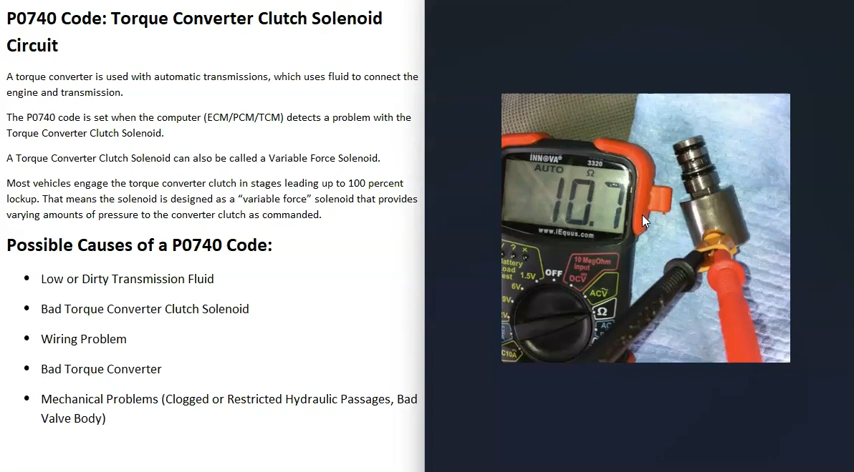 P0740 Code: Torque Converter Clutch Solenoid
Circuit
A torque converter is used with automatic transmissions, which uses fluid to connect the
engine and transmission.
The P0740 code is set when the computer (ECM/PCM/TCM) detects a problem with the
Torque Converter Clutch Solenoid.
A Torque Converter Clutch Solenoid can also be called a Variable Force Solenoid.
Most vehicles engage the torque converter clutch in stages leading up to 100 percent
lockup. That means the solenoid is designed as a “variable force” solenoid that provides
varying amounts of pressure to the converter clutch as commanded.
Possible Causes of a P0740 Code:
Low or Dirty Transmission Fluid
Bad Torque Converter Clutch Solenoid
Wiring Problem
Bad Torque Converter
Mechanical Problems (Clogged or Restricted Hydraulic Passages, Bad
Valve Body)
INNOVA® 3320
AUTO Ω
10.1
www.iEquus.com
10 MegOhm
Input
1.5V OFF DCV
6V
ACV
Ω
AC